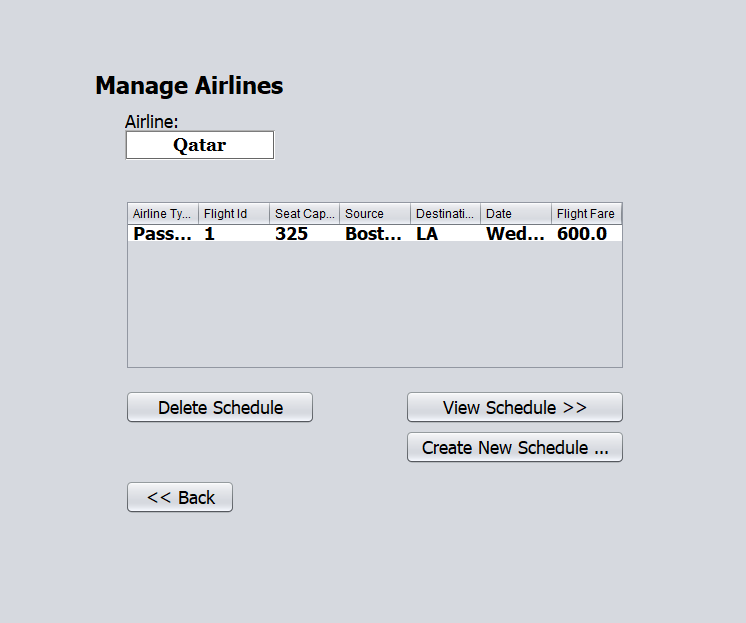 Manage Airlines
Airline:
Qatar
Airline Ty... Flight Id Seat Cap... Source Destinati... Date Flight Fare
Pass... 1 325 Bost... LA Wed... 600.0
Delete Schedule View Schedule >>
Create New Schedule ...
<< Back